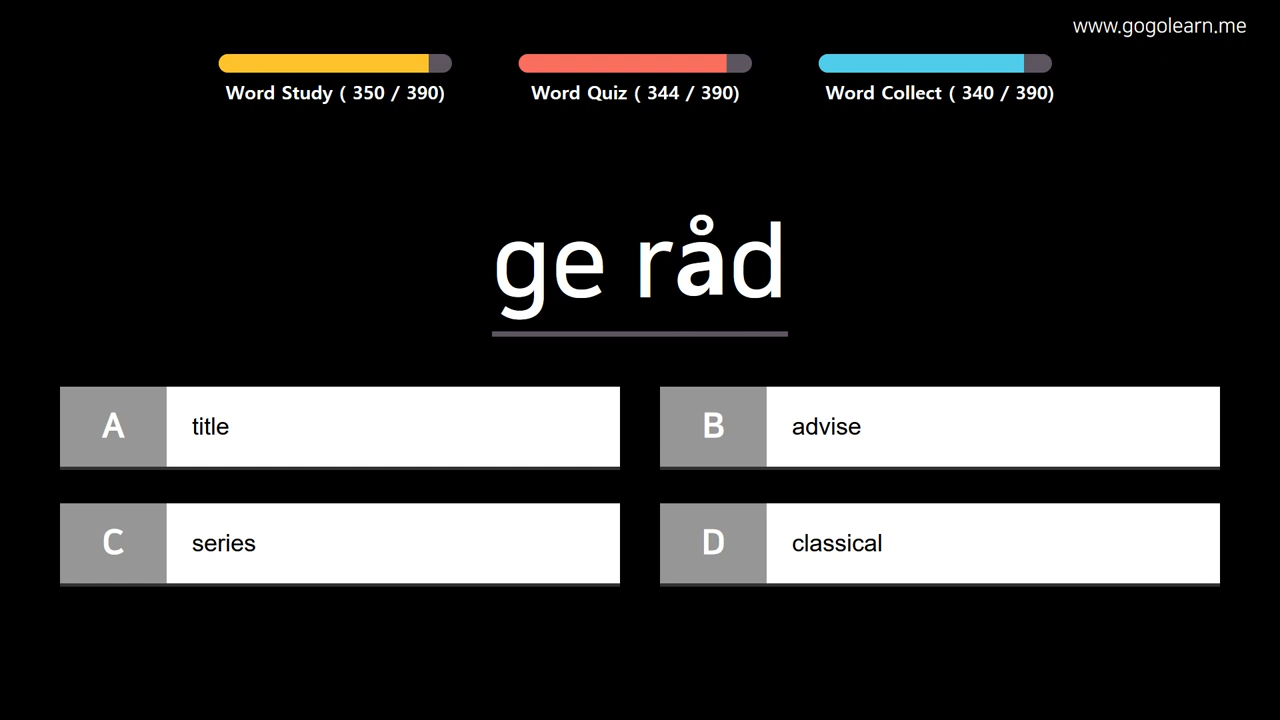 www.gogolearn.me
Word Study ( 350 / 390)
Word Quiz ( 344 / 390)
Word Collect ( 340 / 390)
ge råd
A
title
B
advise
C
series
D
classical